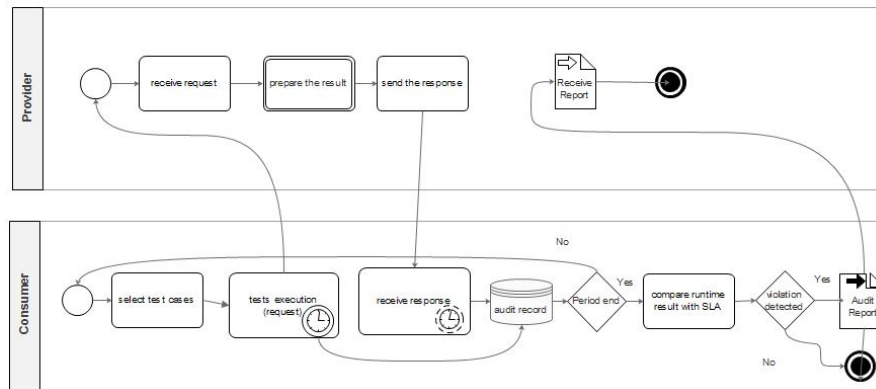 Provider
receive request
prepare the result
send the response
Receive
Report
Consumer
No
select test cases
tests execution
(request)
receive response
audit record
Period end
Yes
compare runtime
result with SLA
violation
detected
Yes
Audit
Report
No